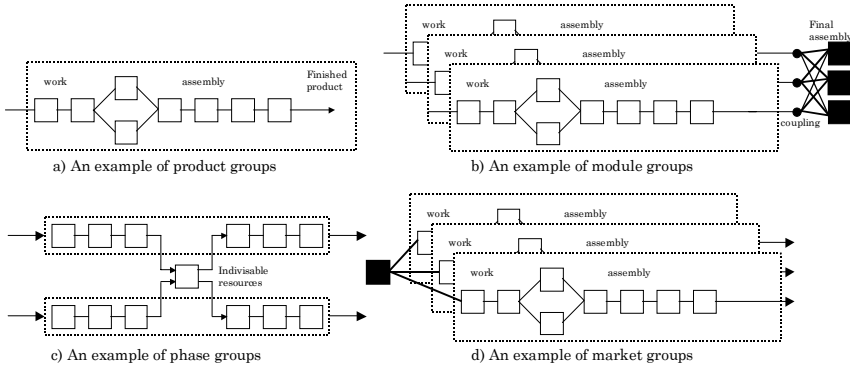 work
assembly
Finished
product
a) An example of product groups
work
assembly
work
assembly
work
assembly
Final
assembly
coupling
b) An example of module groups
Indivisable
resources
c) An example of phase groups
work
assembly
work
assembly
work
assembly
d) An example of market groups